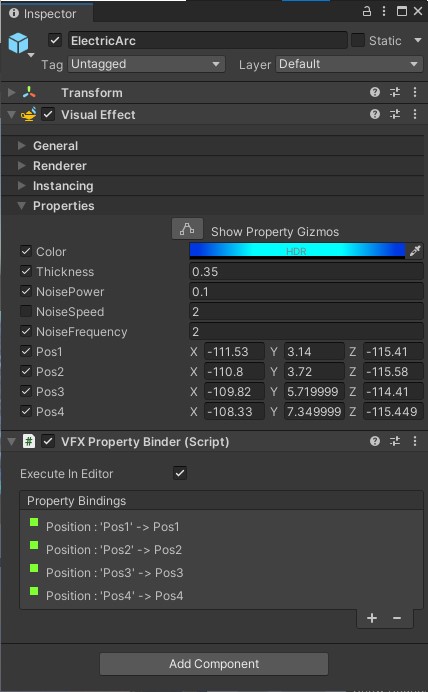 Inspector
ElectricArc Static
Tag Untagged Layer Default
Transform
Visual Effect
General
Renderer
Instancing
Properties
Show Property Gizmos
Color HDR
Thickness 0.35
NoisePower 0.1
NoiseSpeed 2
NoiseFrequency 2
Pos1 X -111.53 Y 3.14 Z -115.41
Pos2 X -110.8 Y 3.72 Z -115.58
Pos3 X -109.82 Y 5.719999 Z -114.41
Pos4 X -108.33 Y 7.349999 Z -115.449
# VFX Property Binder (Script)
Execute In Editor
Property Bindings
Position : 'Pos1' -> Pos1
Position : 'Pos2' -> Pos2
Position : 'Pos3' -> Pos3
Position : 'Pos4' -> Pos4
+ −
Add Component